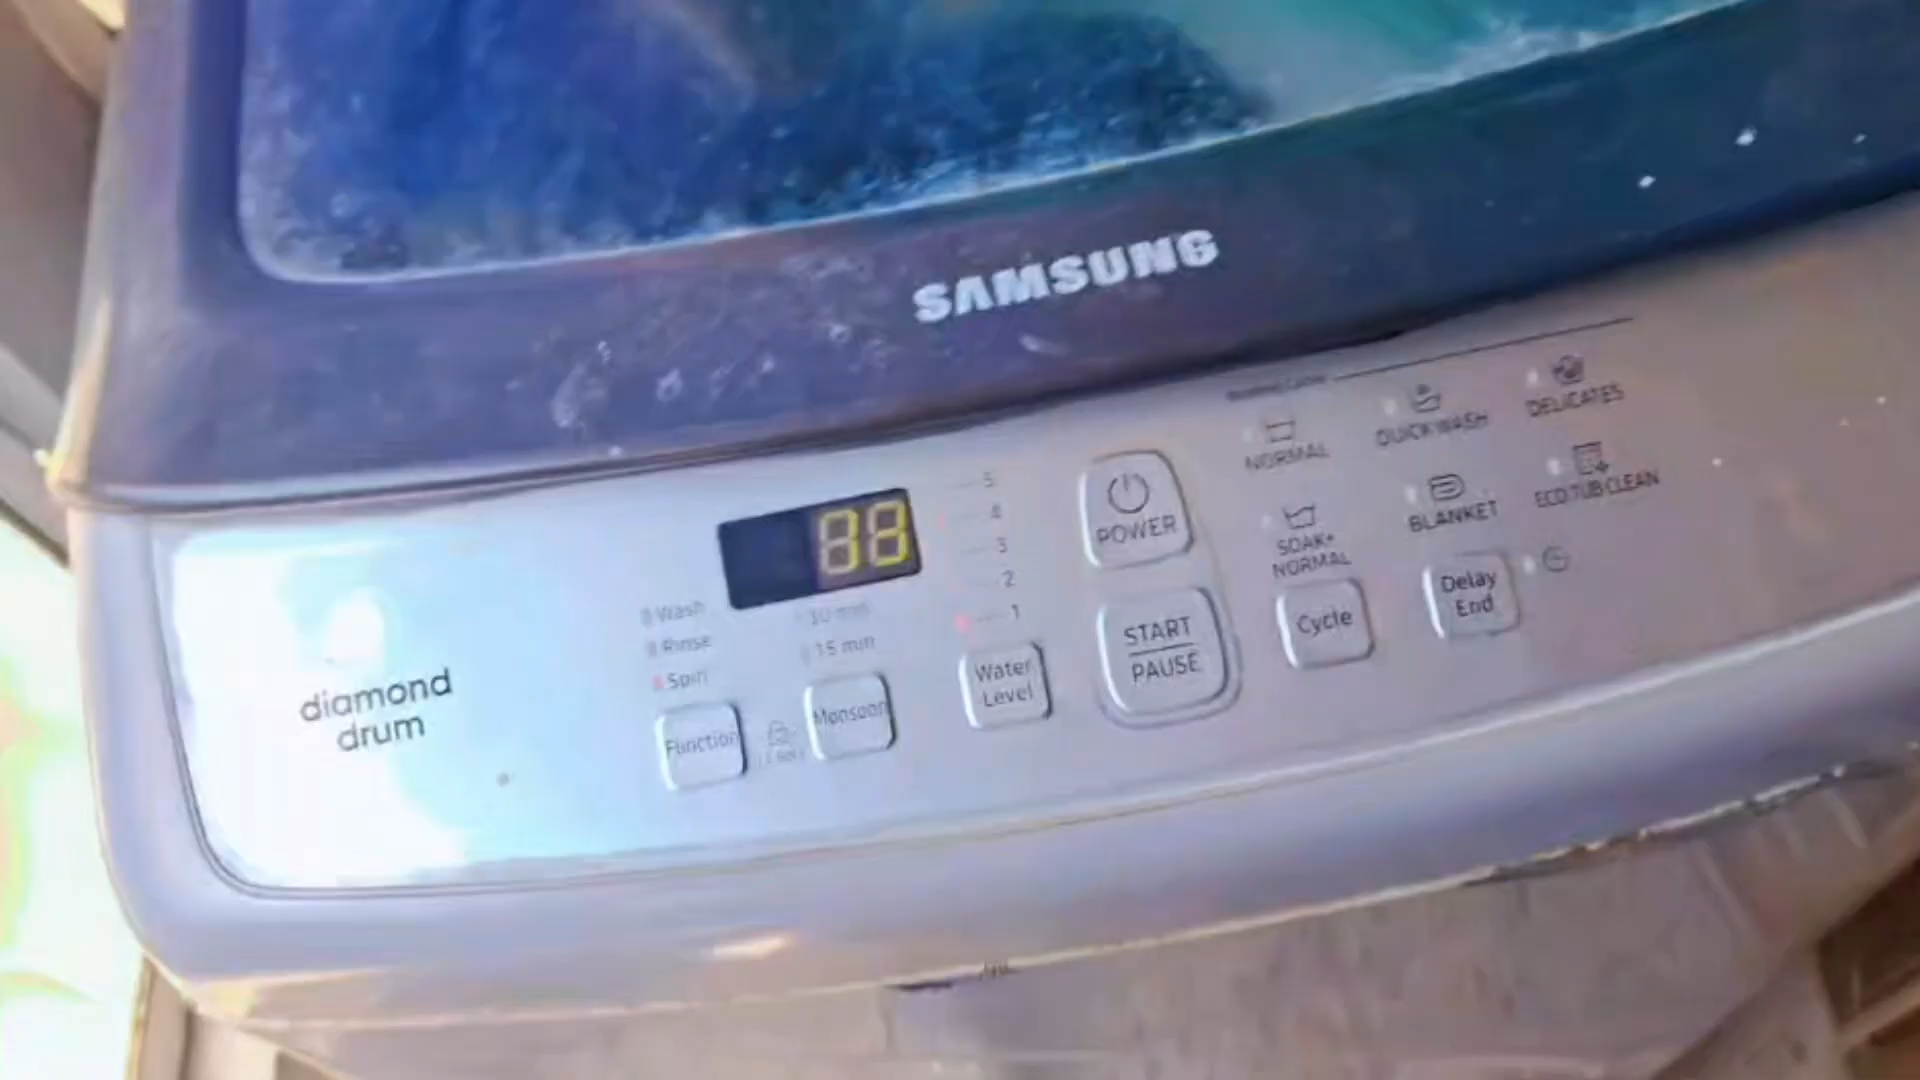 SAMSUNG
5
4
3
2
1
POWER
START
PAUSE
NORMAL
QUICK WASH
DELICATES
SOAK+
NORMAL
BLANKET
ECO TUB CLEAN
Wash
Rinse
Spin
30 min
15 min
Function
Monsoon
Water
Level
Cycle
Delay
End
diamond
drum